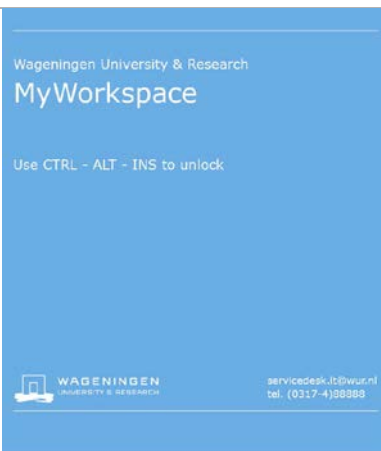 Wageningen University & Research
MyWorkspace
Use CTRL - ALT - INS to unlock
WAGENINGEN
UNIVERSITY & RESEARCH
servicedesk.it@wur.nl
tel. (0317-4)88888